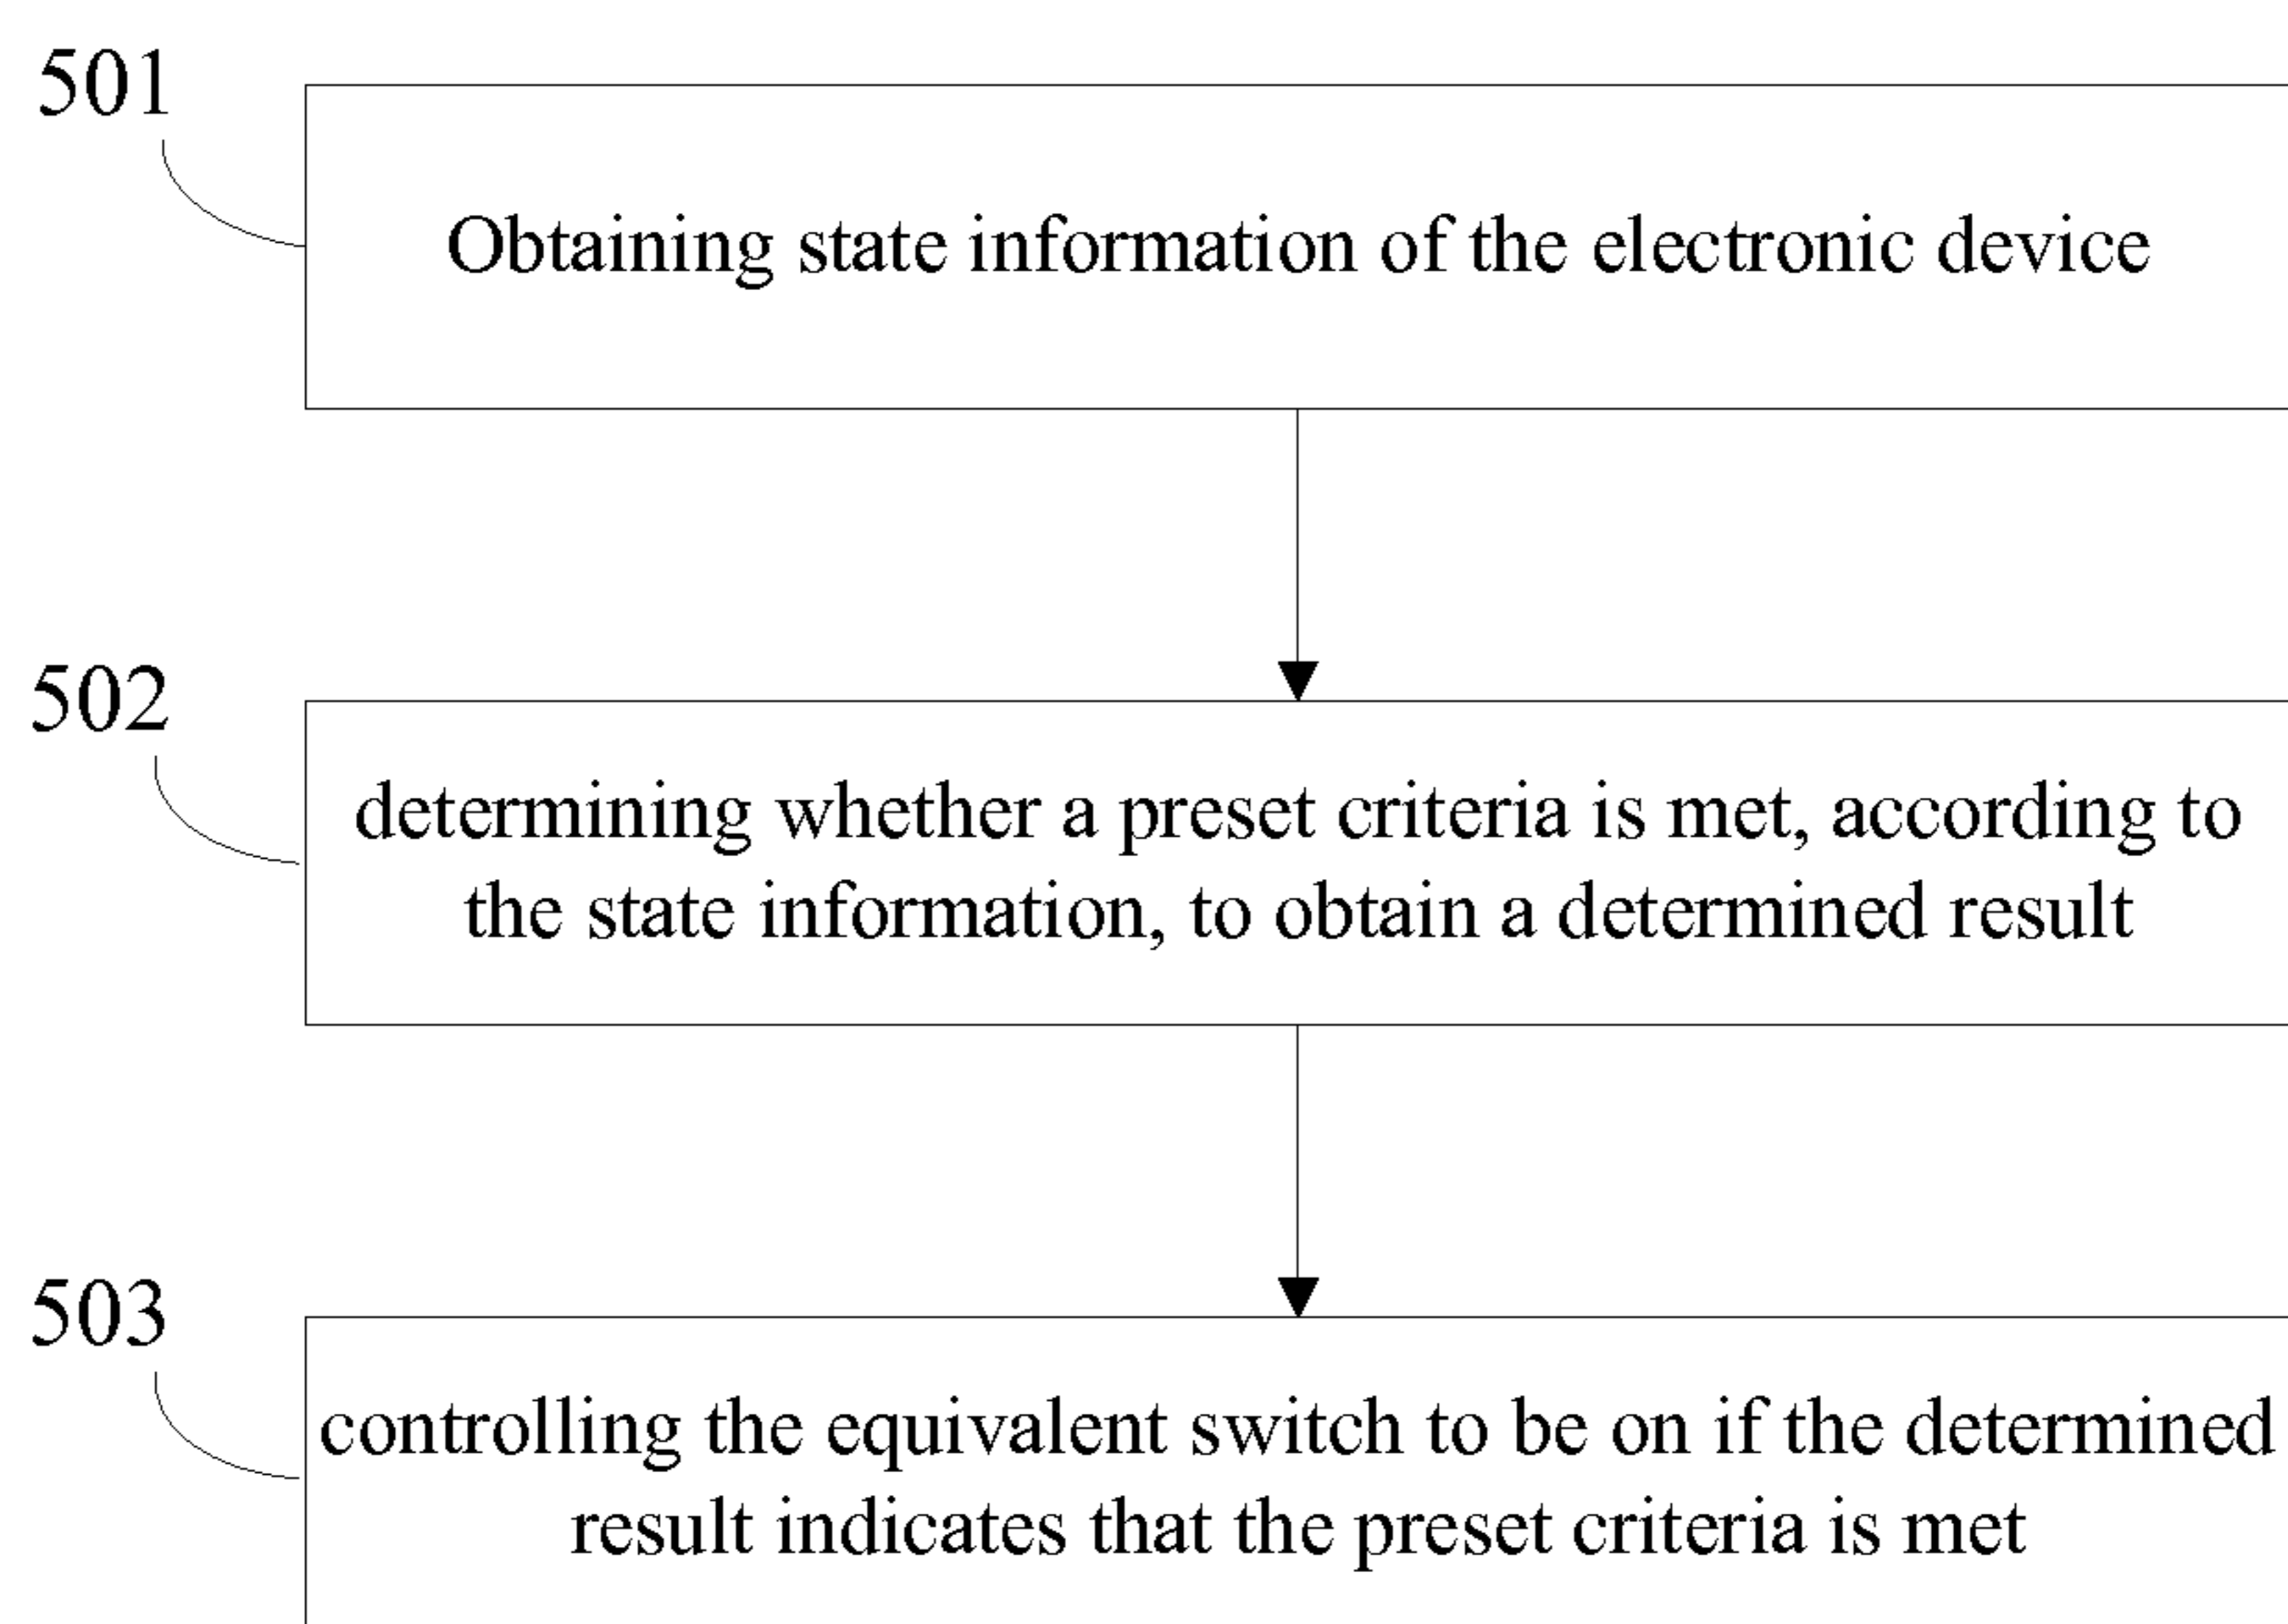 501
Obtaining state information of the electronic device
502
determining whether a preset criteria is met, according to
the state information, to obtain a determined result
503
controlling the equivalent switch to be on if the determined
result indicates that the preset criteria is met